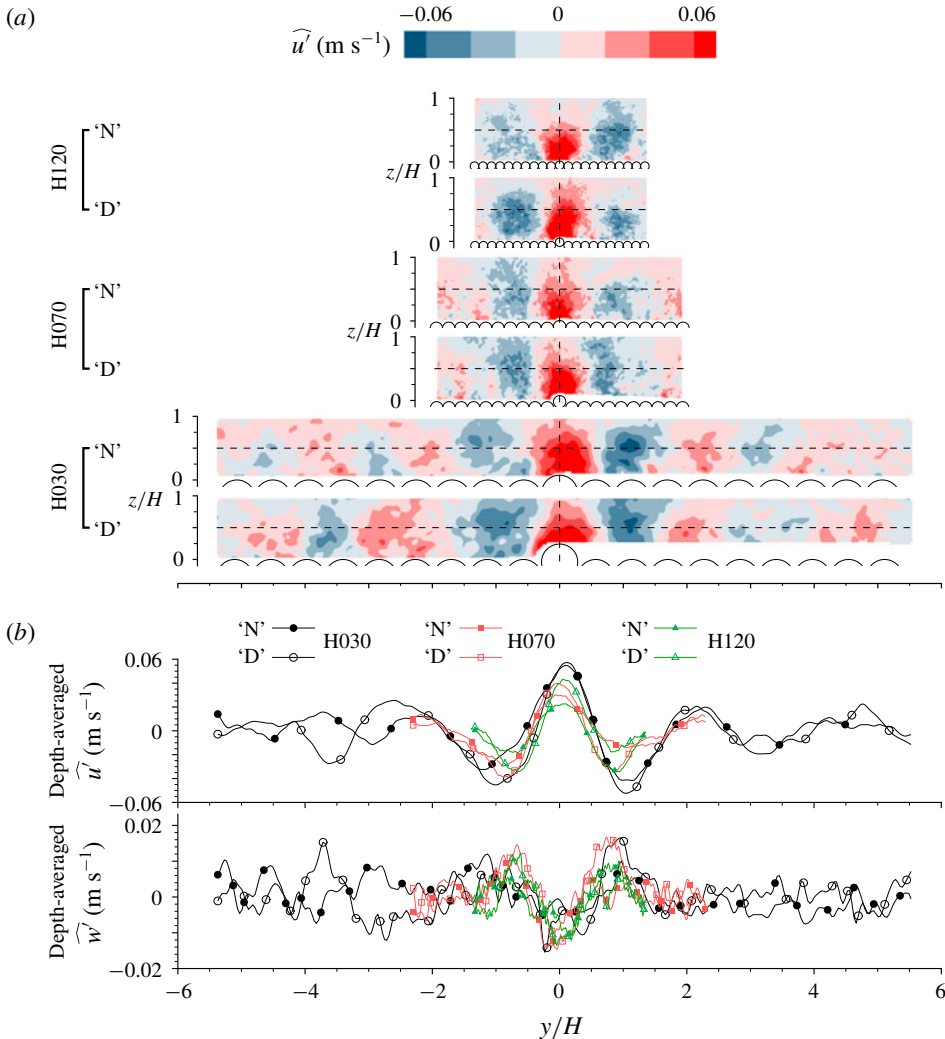 (a)
−0.06 0 0.06
û′ (m s⁻¹)
H120
‘N’
‘D’
1
0
z/H
1
0
H070
‘N’
‘D’
1
0
z/H
1
0
H030
‘N’
‘D’
1
0
z/H
1
0
(b)
‘N’ H030 ‘N’ H070 ‘N’ H120
‘D’ ‘D’ ‘D’
Depth-averaged
û′ (m s⁻¹)
0.06
0
−0.06
Depth-averaged
ŵ′ (m s⁻¹)
0.02
0
−0.02
−6 −4 −2 0 2 4 6
y/H